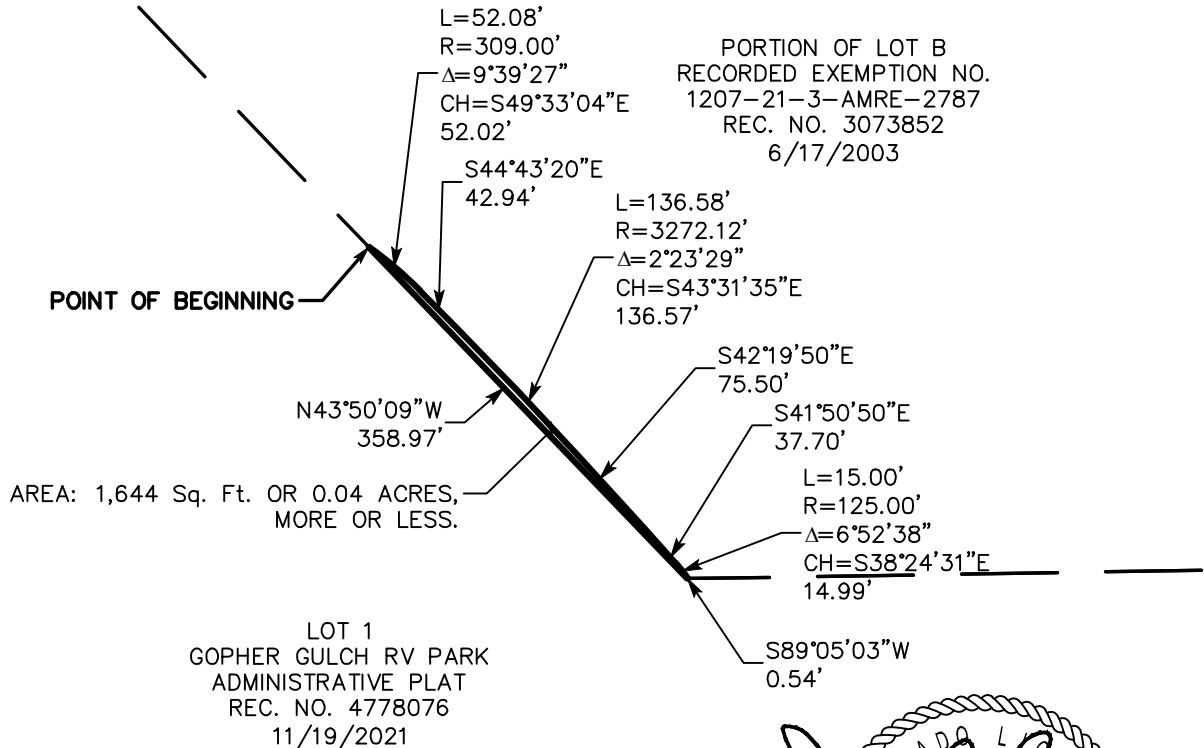 L=52.08'
R=309.00'
Δ=9°39'27"
CH=S49°33'04"E
52.02'
PORTION OF LOT B
RECORDED EXEMPTION NO.
1207-21-3-AMRE-2787
REC. NO. 3073852
6/17/2003
S44°43'20"E
42.94'
L=136.58'
R=3272.12'
Δ=2°23'29"
CH=S43°31'35"E
136.57'
POINT OF BEGINNING
S42°19'50"E
75.50'
N43°50'09"W
358.97'
S41°50'50"E
37.70'
AREA: 1,644 Sq. Ft. OR 0.04 ACRES,
MORE OR LESS.
L=15.00'
R=125.00'
Δ=6°52'38"
CH=S38°24'31"E
14.99'
S89°05'03"W
0.54'
LOT 1
GOPHER GULCH RV PARK
ADMINISTRATIVE PLAT
REC. NO. 4778076
11/19/2021